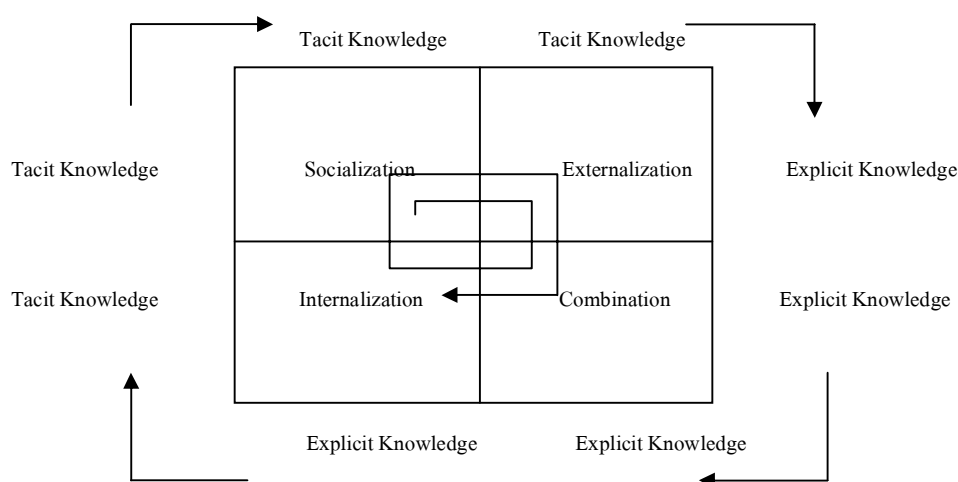 Tacit Knowledge Tacit Knowledge
Tacit Knowledge Socialization Externalization Explicit Knowledge
Tacit Knowledge Internalization Combination Explicit Knowledge
Explicit Knowledge Explicit Knowledge